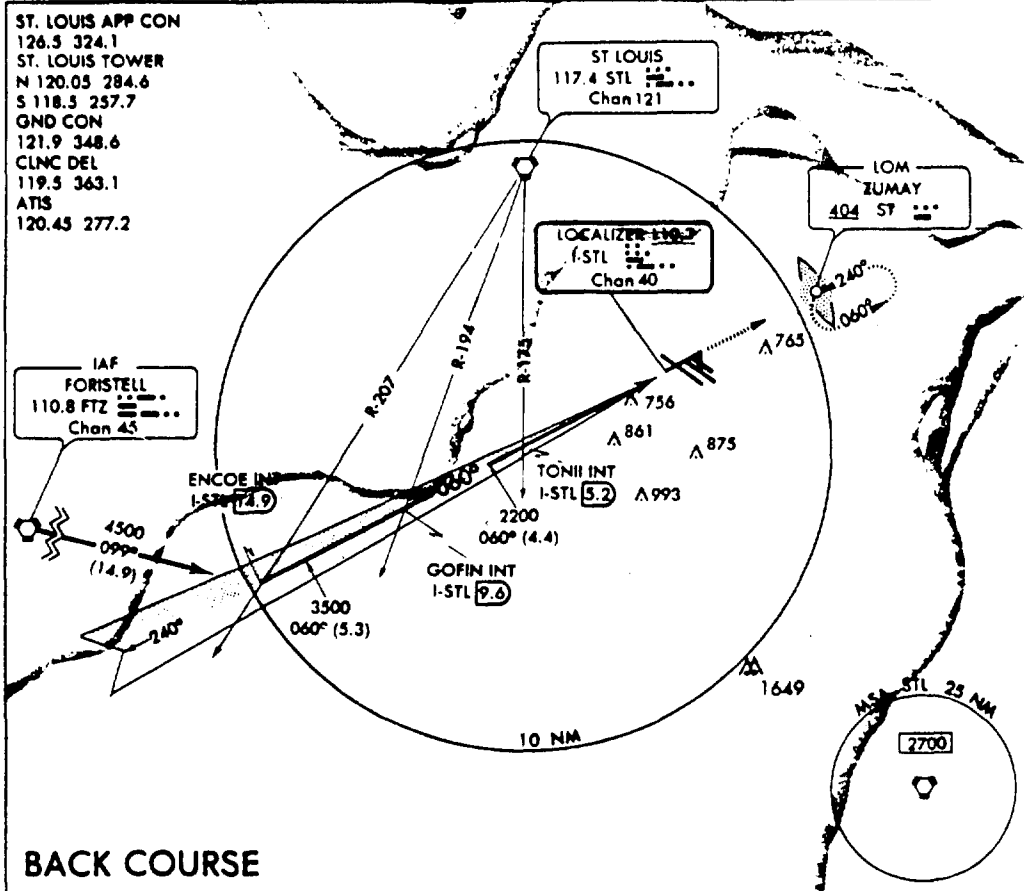 ST. LOUIS APP CON
126.5 324.1
ST. LOUIS TOWER
N 120.05 284.6
S 118.5 257.7
GND CON
121.9 348.6
CLNC DEL
119.5 363.1
ATIS
120.45 277.2
ST LOUIS
117.4 STL
Chan 121
LOM
ZUMAY
404 ST
LOCALIZER 110.3
I-STL
Chan 40
240°
060°
765
R-194
R-175
R-207
IAF
FORISTELL
110.8 FTZ
Chan 45
756
861
875
060°
ENCOE INT
I-STL 14.9
TONII INT
I-STL 5.2
993
4500
099°
(14.9)
2200
060° (4.4)
GOFIN INT
I-STL 9.6
3500
060° (5.3)
240°
1649
MSA STL 25 NM
10 NM
2700
BACK COURSE